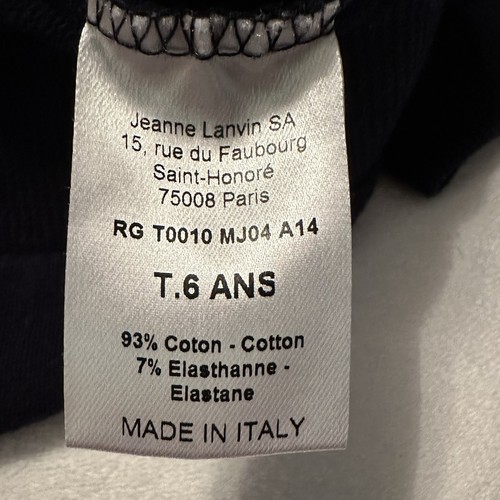 Jeanne Lanvin SA
15, rue du Faubourg
Saint-Honoré
75008 Paris
RG T0010 MJ04 A14
T.6 ANS
93% Coton - Cotton
7% Elasthanne -
Elastane
MADE IN ITALY